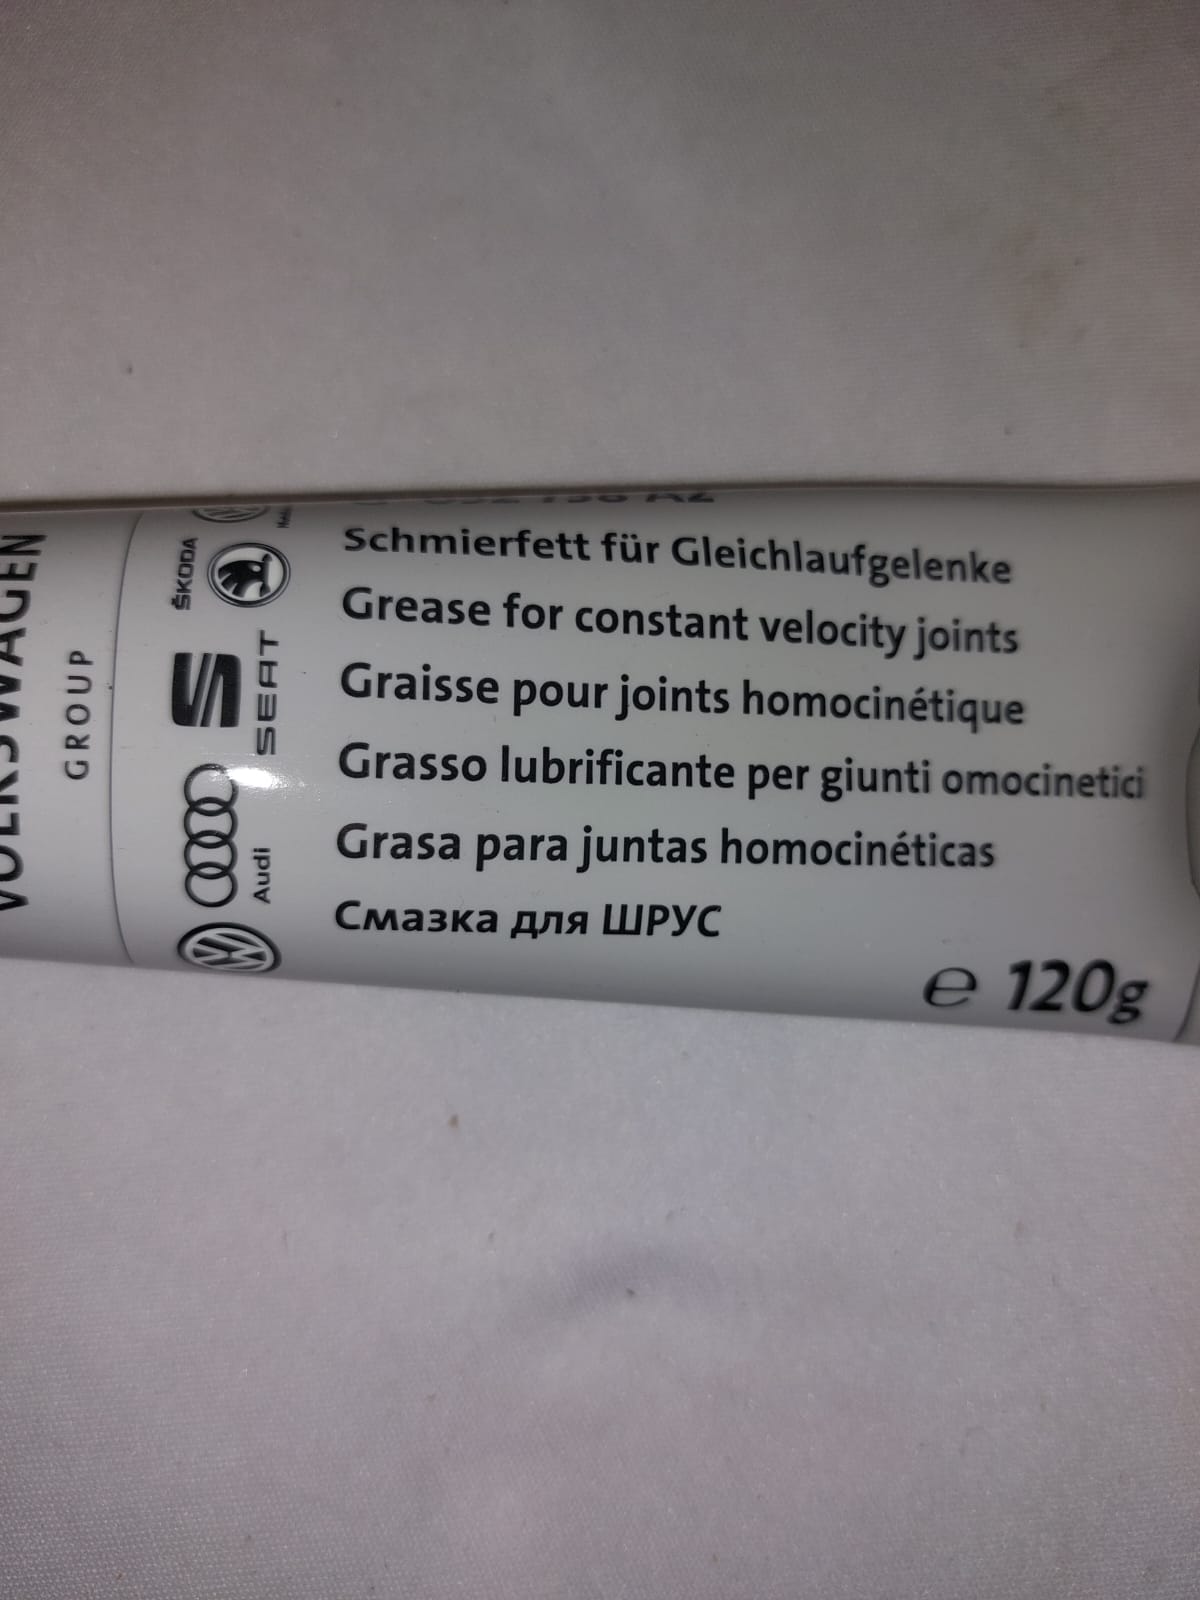 VOLKSWAGEN
GROUP
ŠKODA
SEAT
Audi
Schmierfett für Gleichlaufgelenke
Grease for constant velocity joints
Graisse pour joints homocinétique
Grasso lubrificante per giunti omocinetici
Grasa para juntas homocinéticas
Смазка для ШРУС
e 120g